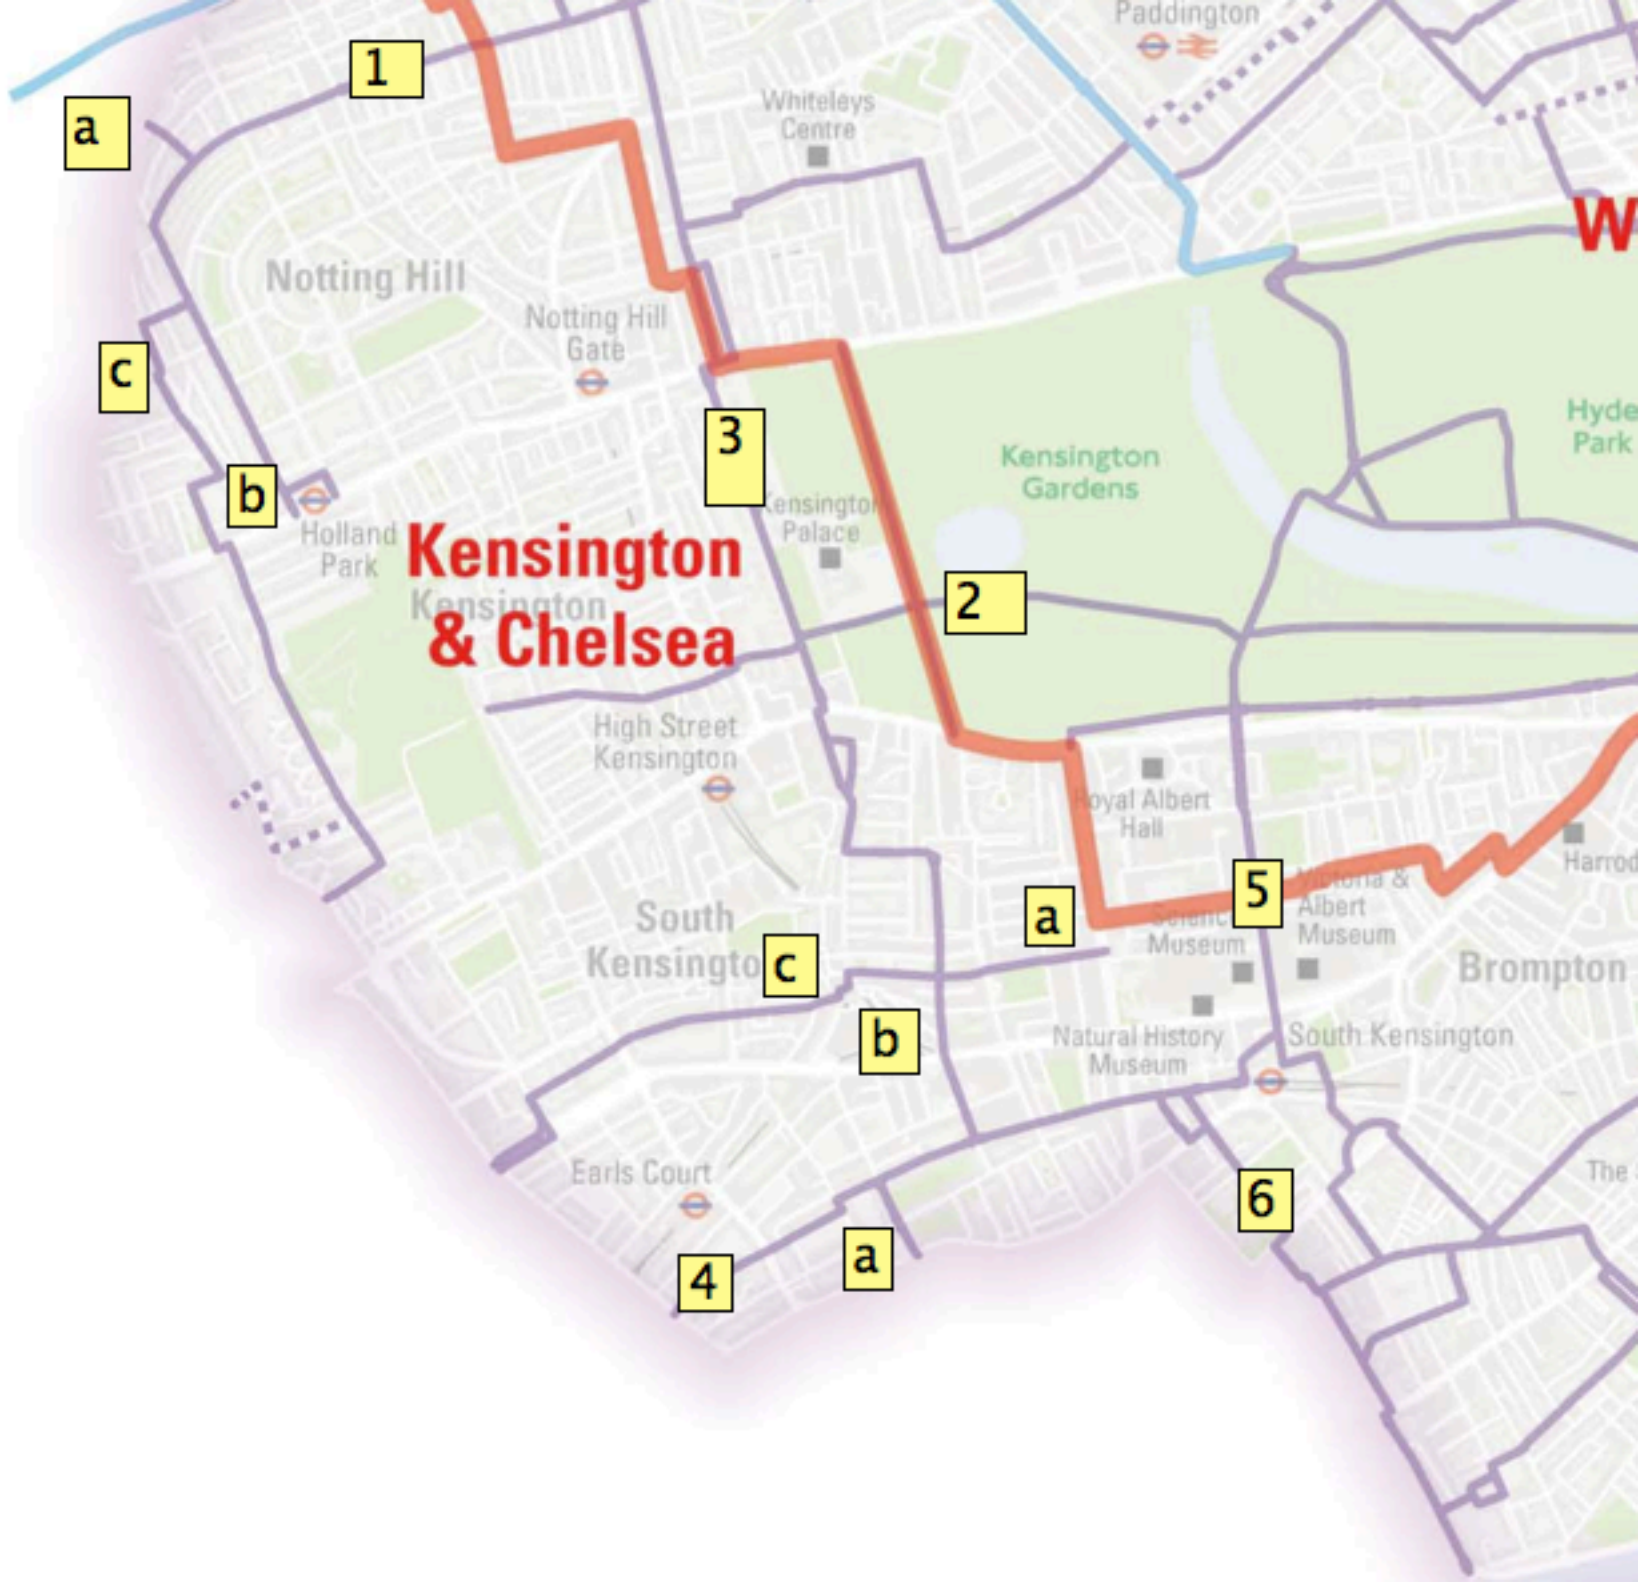 Paddington
1
Whiteleys
Centre
a
W
Notting Hill
Notting Hill
Gate
c
3
Hyde
Park
Kensington
Gardens
b
Kensington
Palace
Holland
Park
Kensington
& Chelsea
Kensington
2
High Street
Kensington
Royal Albert
Hall
Harrod
5
Victoria &
Albert
Museum
a
Science
Museum
South
Kensingto
c
Brompton
b
Natural History
Museum
South Kensington
Earls Court
The
6
a
4